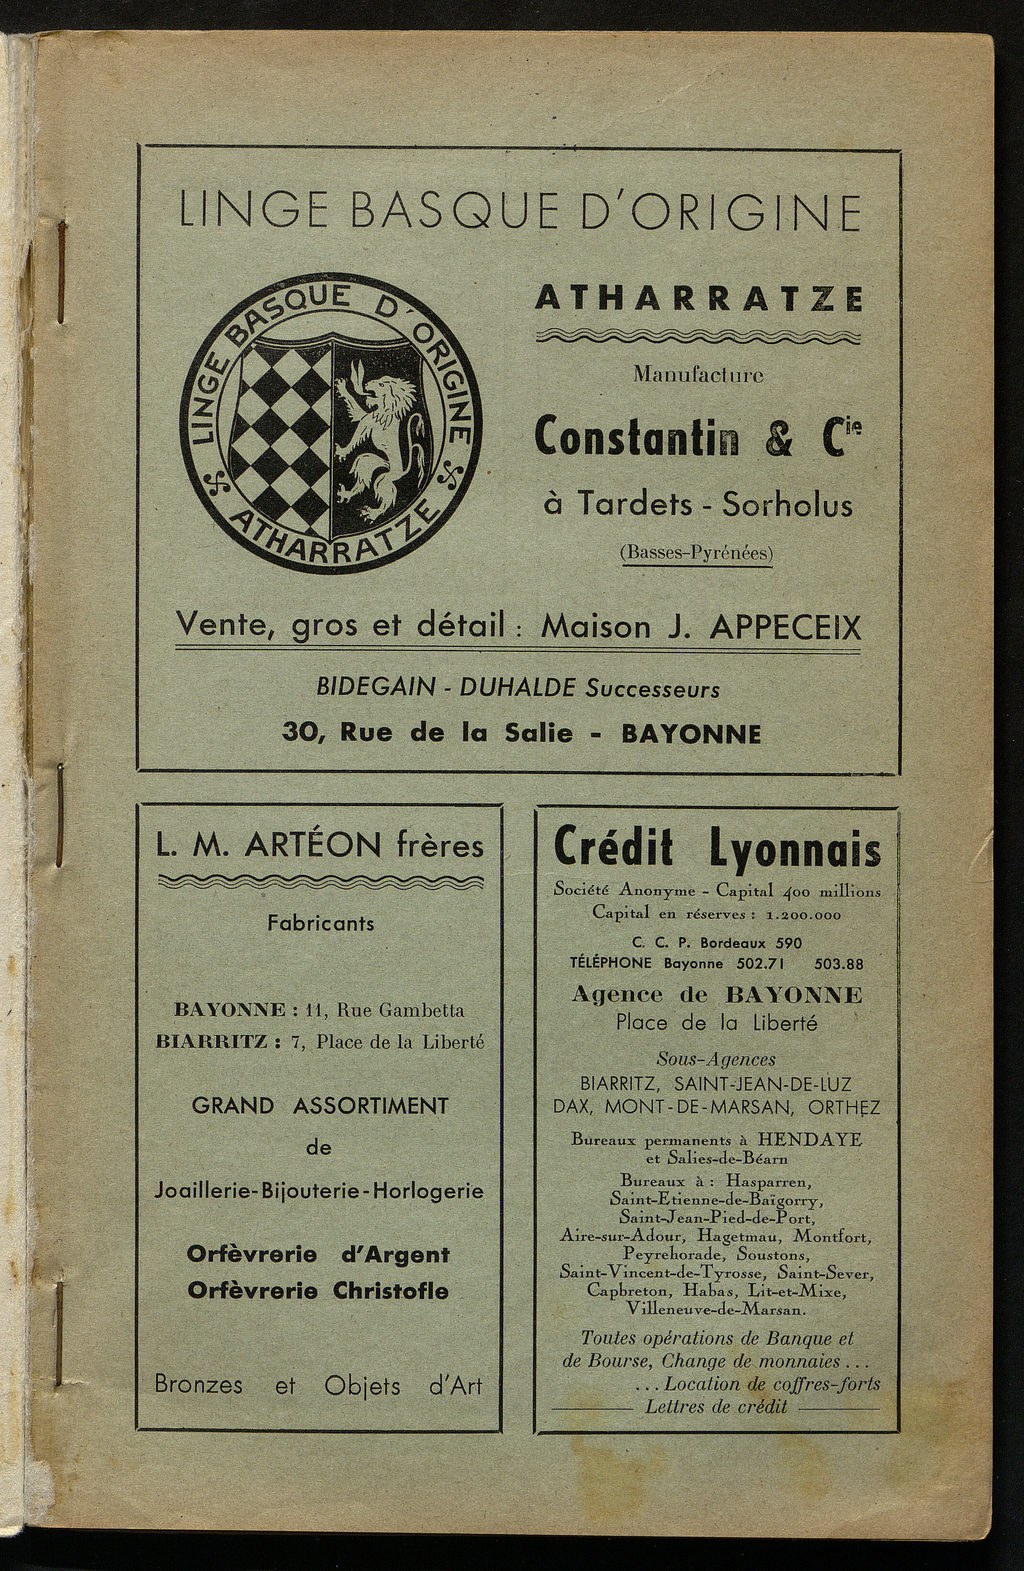 LINGE BASQUE D'ORIGINE
LINGE BASQUE D'ORIGINE
ATHARRATZE
ATHARRATZE
Manufacture
Constantin & Cie
à Tardets - Sorholus
(Basses-Pyrénées)
Vente, gros et détail : Maison J. APPECEIX
BIDEGAIN - DUHALDE Successeurs
30, Rue de la Salie - BAYONNE
L. M. ARTÉON frères
Fabricants
BAYONNE : 11, Rue Gambetta
BIARRITZ : 7, Place de la Liberté
GRAND ASSORTIMENT
de
Joaillerie-Bijouterie-Horlogerie
Orfèvrerie d'Argent
Orfèvrerie Christofle
Bronzes et Objets d'Art
Crédit Lyonnais
Société Anonyme - Capital 400 millions
Capital en réserves : 1.200.000
C. C. P. Bordeaux 590
TÉLÉPHONE Bayonne 502.71 503.88
Agence de BAYONNE
Place de la Liberté
Sous-Agences
BIARRITZ, SAINT-JEAN-DE-LUZ
DAX, MONT-DE-MARSAN, ORTHEZ
Bureaux permanents à HENDAYE
et Salies-de-Béarn
Bureaux à : Hasparren,
Saint-Etienne-de-Baïgorry,
Saint-Jean-Pied-de-Port,
Aire-sur-Adour, Hagetmau, Montfort,
Peyrehorade, Soustons,
Saint-Vincent-de-Tyrosse, Saint-Sever,
Capbreton, Habas, Lit-et-Mixe,
Villeneuve-de-Marsan.
Toutes opérations de Banque et
de Bourse, Change de monnaies ...
... Location de coffres-forts
Lettres de crédit